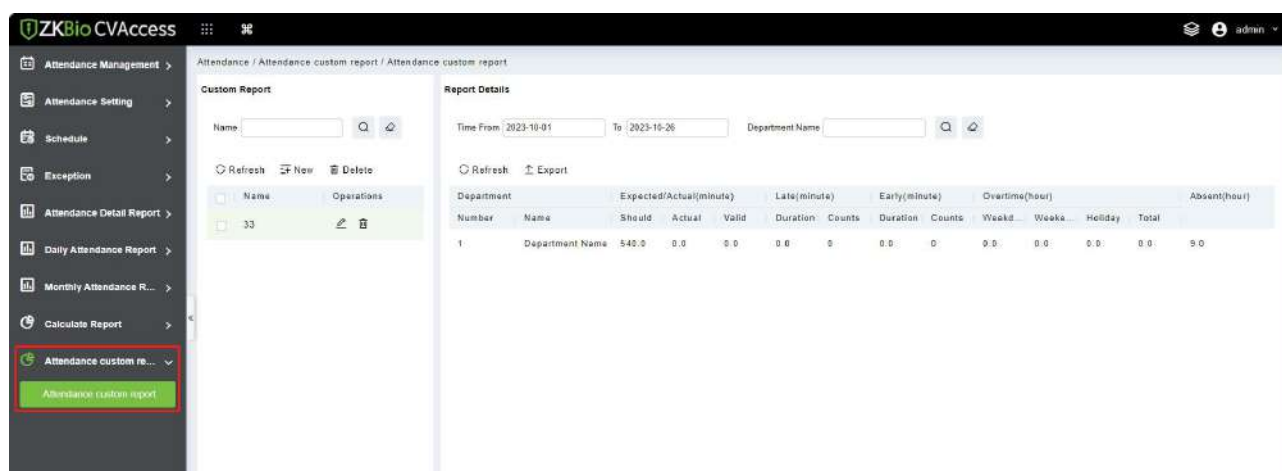 ZKBio CVAccess
admin
Attendance Management
Attendance Setting
Schedule
Exception
Attendance Detail Report
Daily Attendance Report
Monthly Attendance R...
Calculate Report
Attendance custom re...
Attendance custom report
Attendance / Attendance custom report / Attendance custom report
Custom Report
Name
Refresh New Delete
Name Operations
33
Report Details
Time From 2023-10-01 To 2023-10-26 Department Name
Refresh Export
Department Expected/Actual(minute) Late(minute) Early(minute) Overtime(hour) Absent(hour)
Number Name Should Actual Valid Duration Counts Duration Counts Weekd... Weeke... Holiday Total
1 Department Name 540.0 0.0 0.0 0.0 0 0.0 0 0.0 0.0 0.0 0.0 9.0